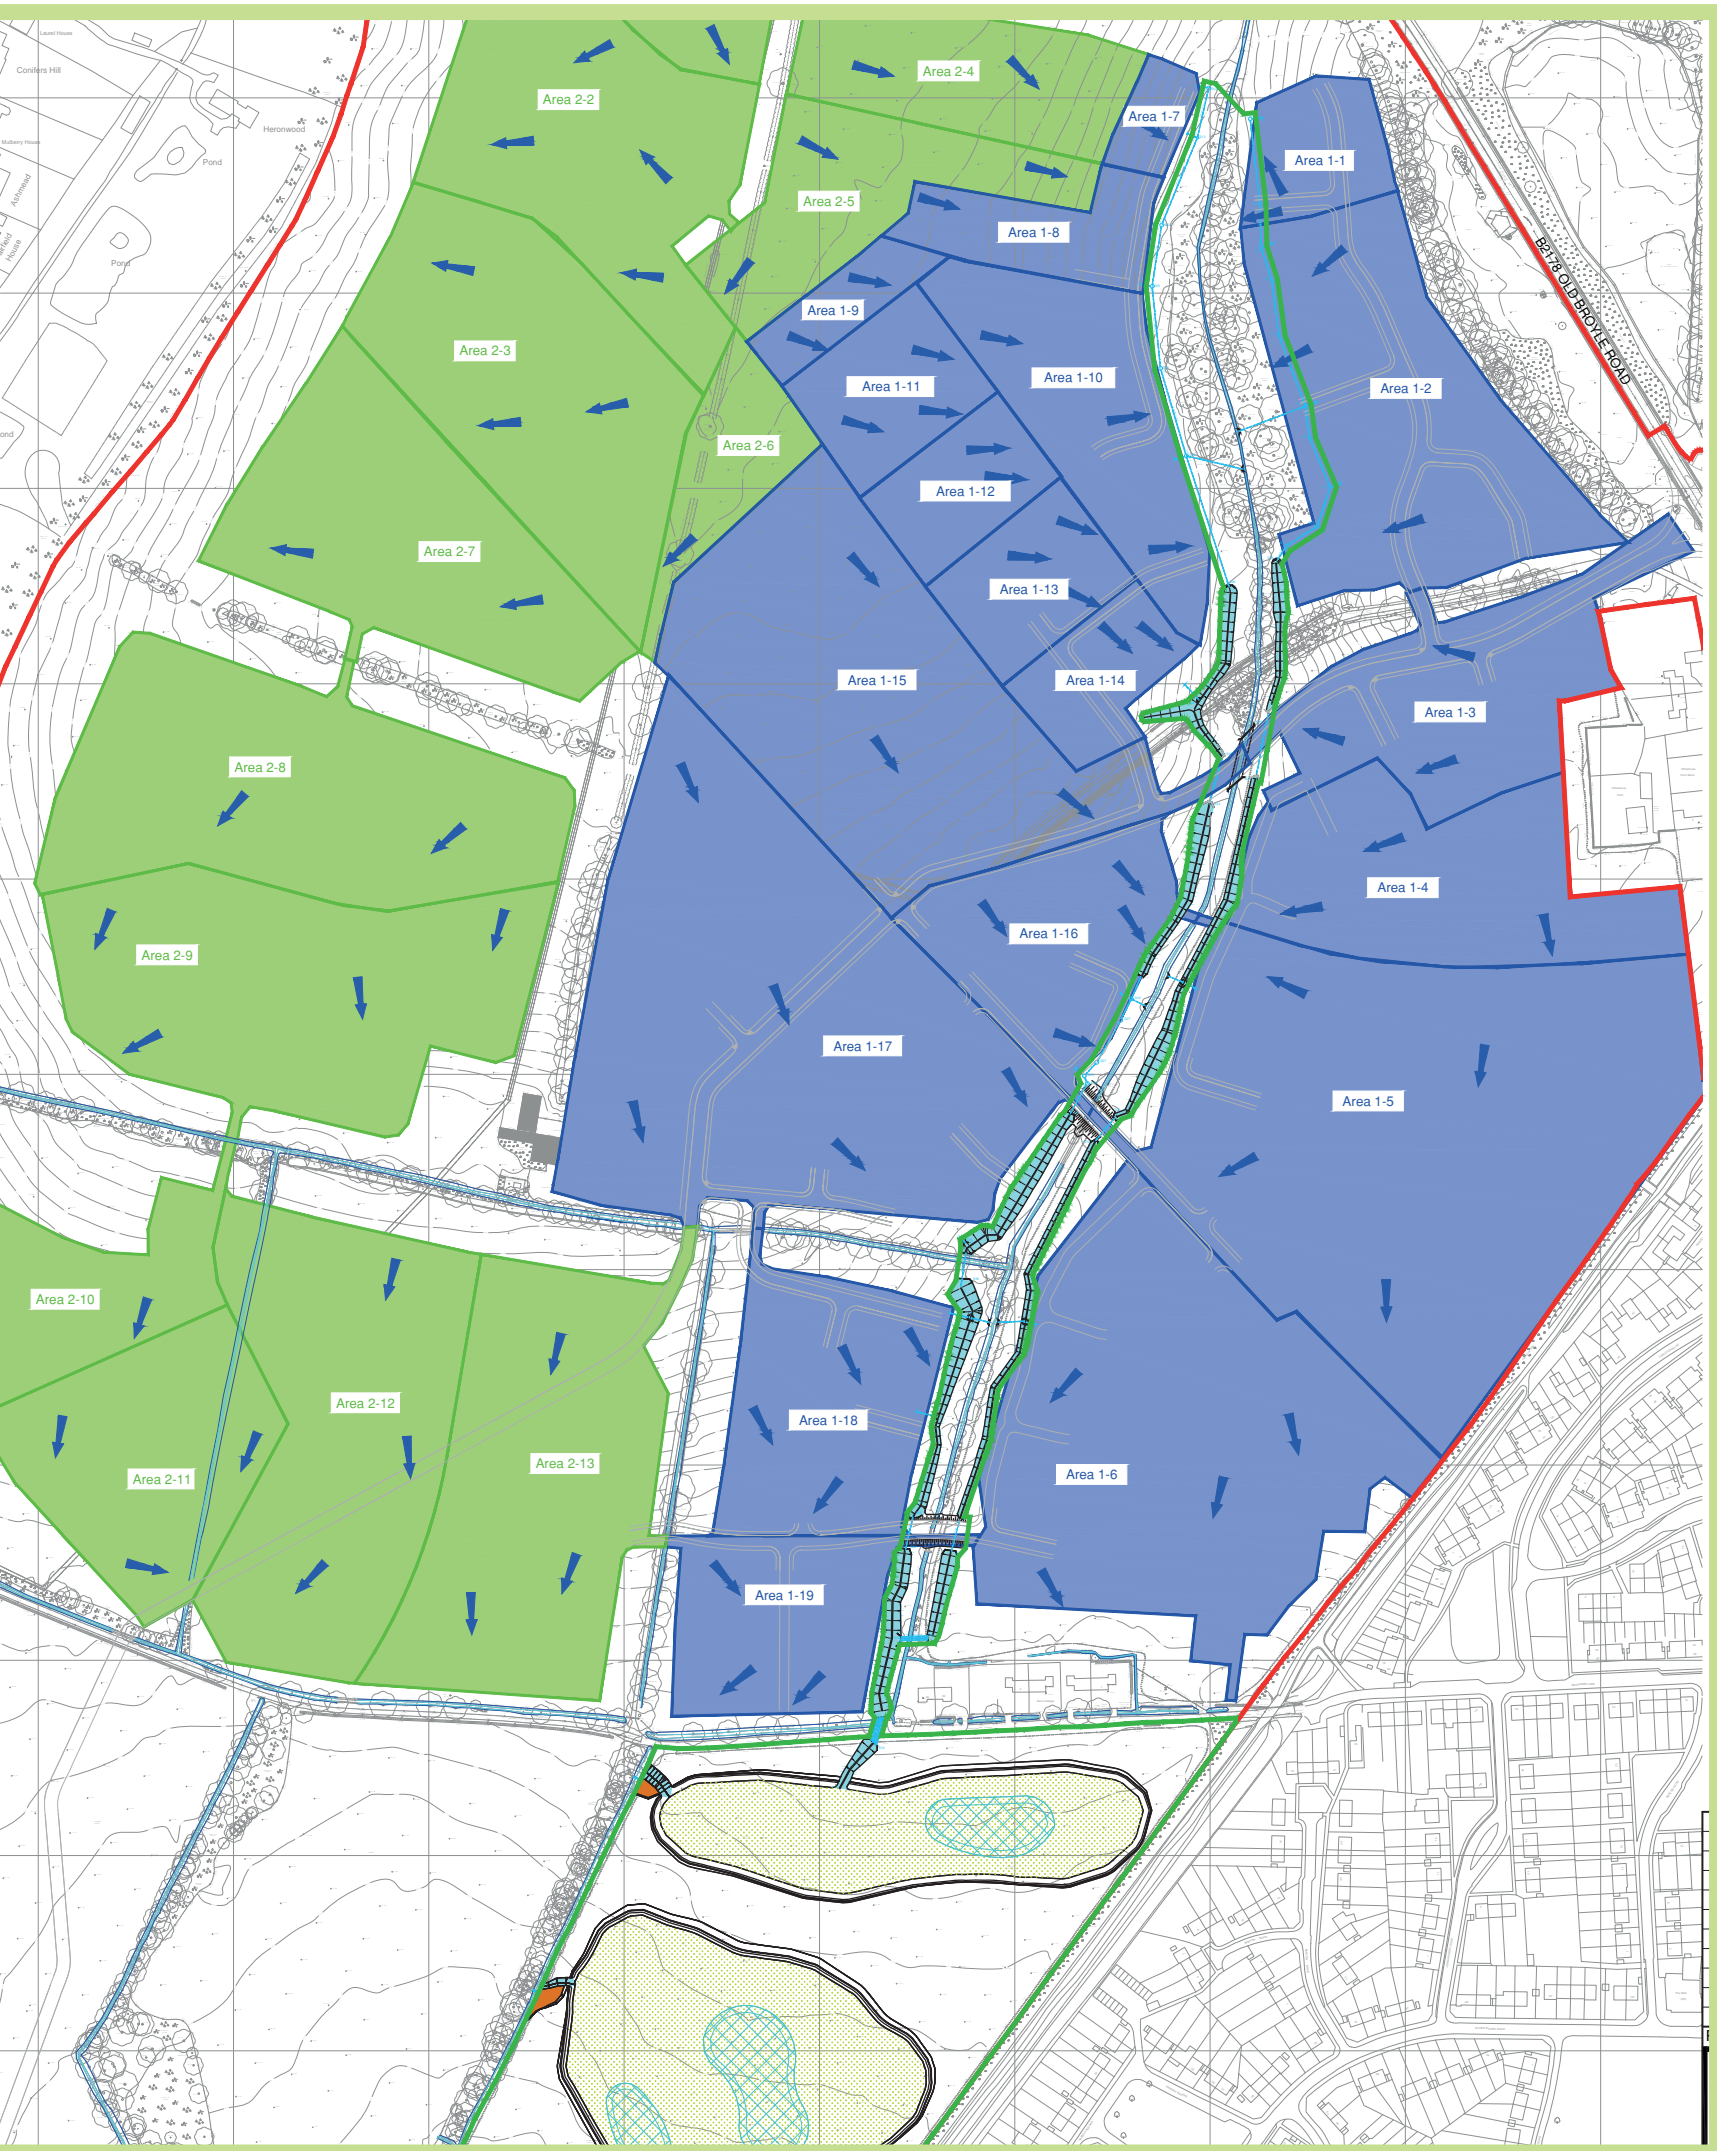 Laurel House
Conifers Hill
Mulberry House
Heronwood
Pond
Ashmead
House
Pond
Area 2-2
Area 2-4
Area 1-7
Area 1-1
Area 2-5
Area 1-8
B2178 OLD BROYLE ROAD
Area 1-9
Area 2-3
Area 1-11
Area 1-10
Area 1-2
Area 2-6
Area 1-12
Area 2-7
Area 1-13
Area 1-15
Area 1-14
Area 1-3
Area 2-8
Area 1-4
Area 1-16
Area 2-9
Area 1-17
Area 1-5
Area 2-10
Area 2-12
Area 1-18
Area 2-13
Area 2-11
Area 1-6
Area 1-19